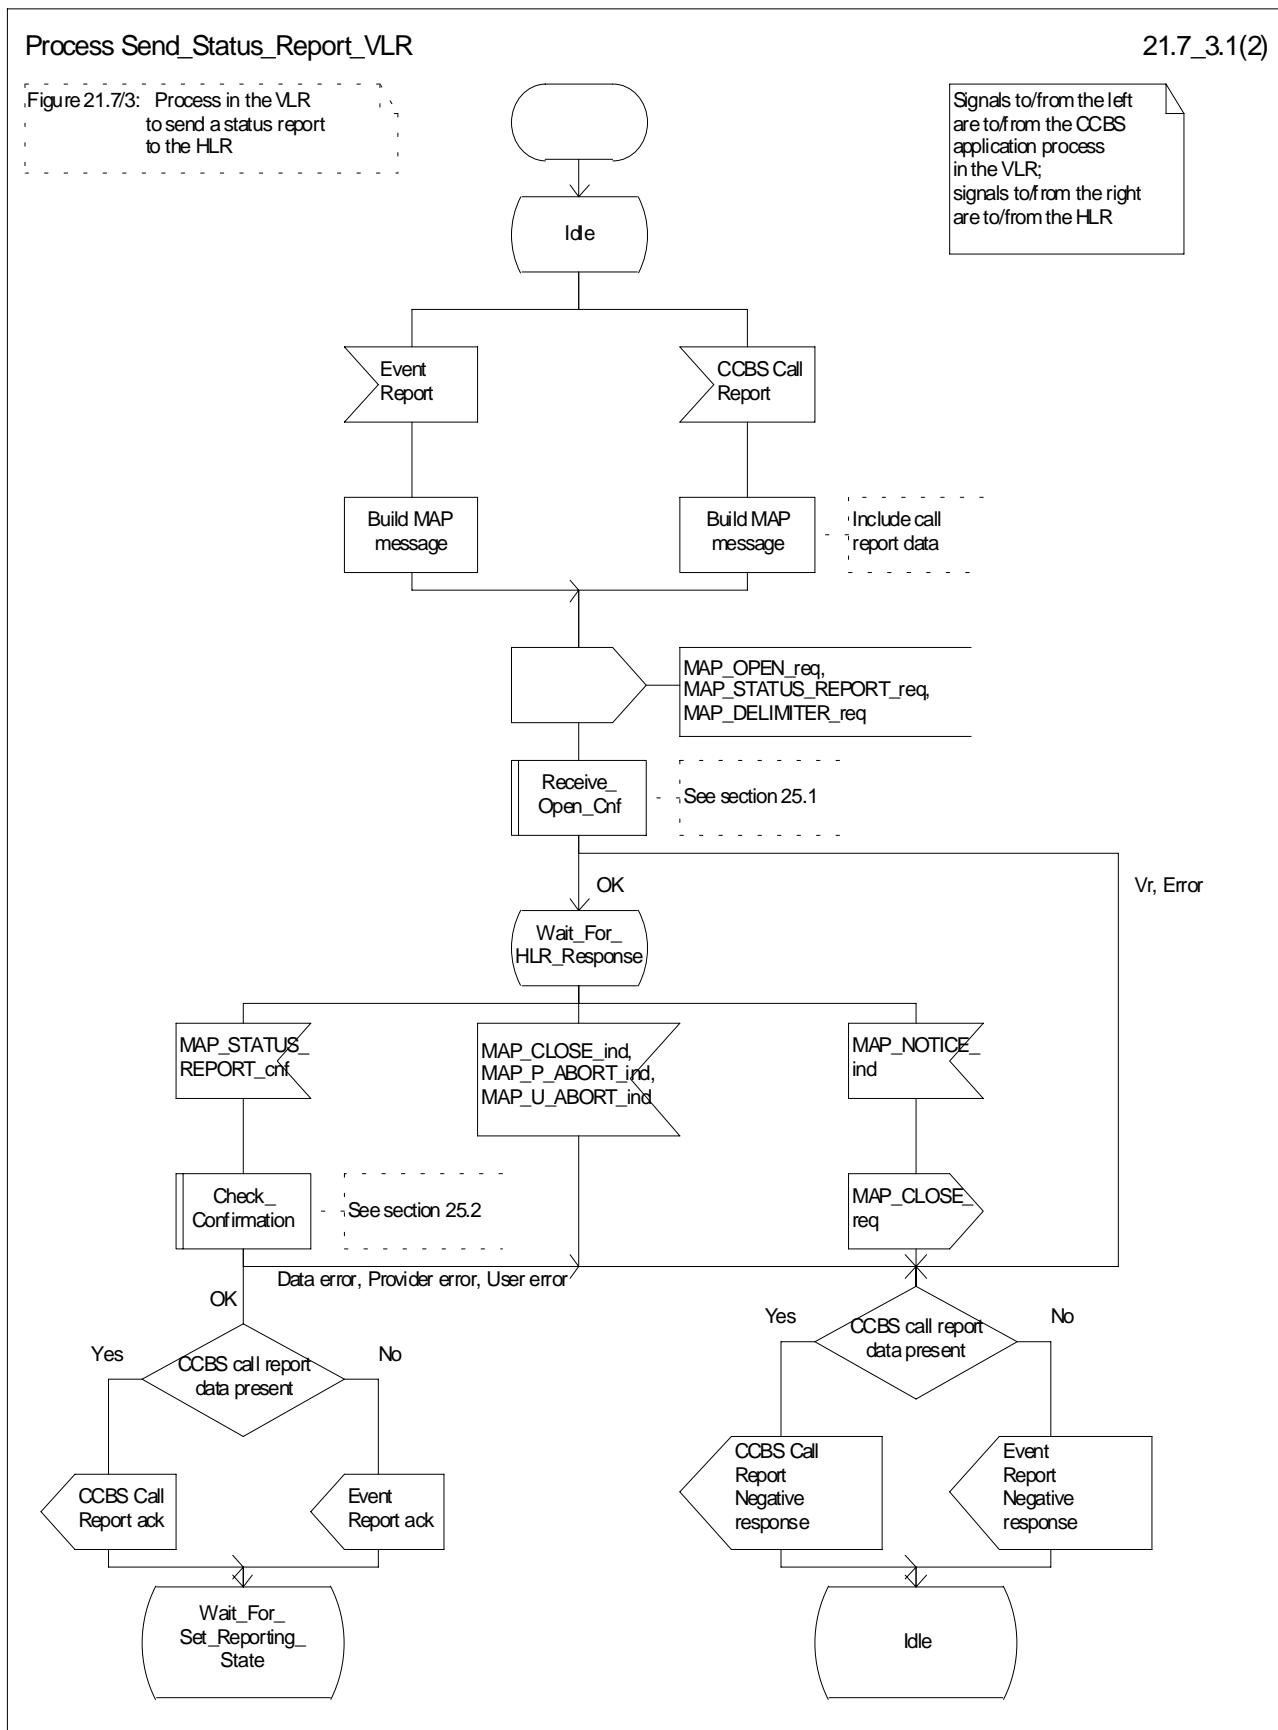 Process Send_Status_Report_VLR
21.7_3.1(2)
Figure 21.7/3: Process in the VLR
to send a status report
to the HLR
Signals to/from the left
are to/from the CCBS
application process
in the VLR;
signals to/from the right
are to/from the HLR
Idle
Event
Report
CCBS Call
Report
Build MAP
message
Build MAP
message
Include call
report data
MAP_OPEN_req,
MAP_STATUS_REPORT_req,
MAP_DELIMITER_req
Receive_
Open_Cnf
See section 25.1
OK
Vr, Error
Wait_For_
HLR_Response
MAP_STATUS_
REPORT_cnf
MAP_CLOSE_ind,
MAP_P_ABORT_ind,
MAP_U_ABORT_ind
MAP_NOTICE_
ind
Check_
Confirmation
See section 25.2
MAP_CLOSE_
req
Data error, Provider error, User error
OK
Yes
CCBS call report
data present
No
Yes
CCBS call report
data present
No
CCBS Call
Report ack
Event
Report ack
CCBS Call
Report
Negative
response
Event
Report
Negative
response
Wait_For_
Set_Reporting_
State
Idle